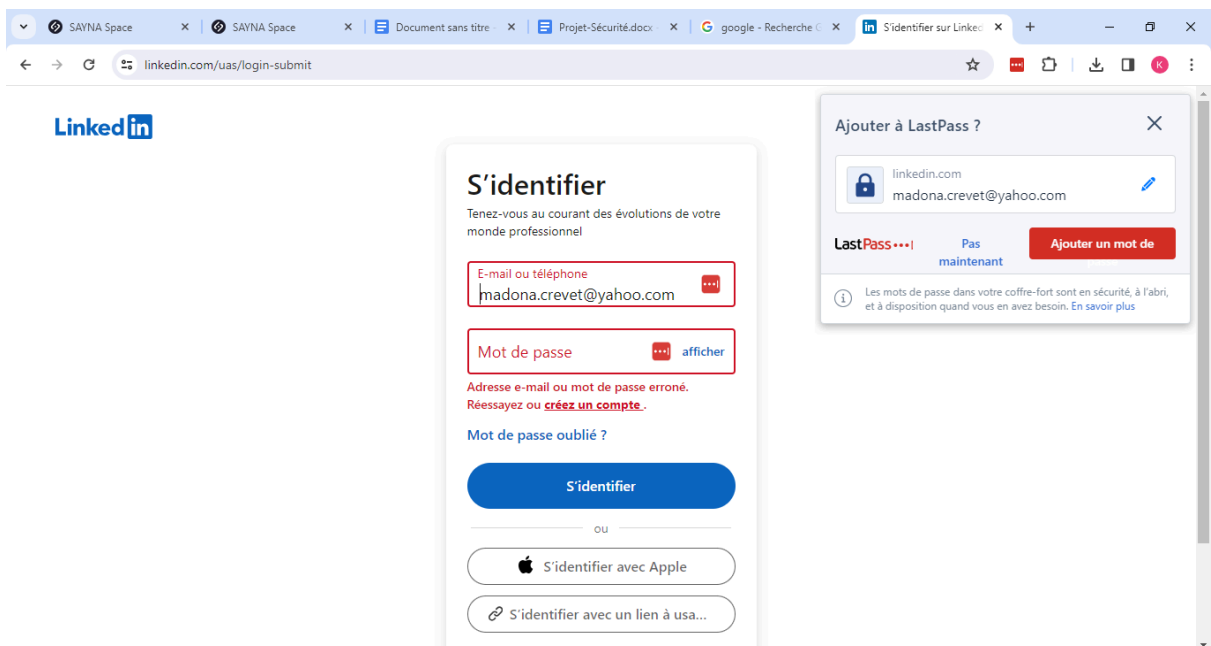 SAYNA Space
SAYNA Space
Document sans titre -
Projet-Sécurité.docx -
google - Recherche G
S'identifier sur Linked
linkedin.com/uas/login-submit
K
Linked in
S'identifier
Tenez-vous au courant des évolutions de votre
monde professionnel
E-mail ou téléphone
madona.crevet@yahoo.com
Mot de passe
afficher
Adresse e-mail ou mot de passe erroné.
Réessayez ou créez un compte .
Mot de passe oublié ?
S'identifier
ou
S'identifier avec Apple
S'identifier avec un lien à usa...
Ajouter à LastPass ?
linkedin.com
madona.crevet@yahoo.com
LastPass
Pas
maintenant
Ajouter un mot de
Les mots de passe dans votre coffre-fort sont en sécurité, à l'abri,
et à disposition quand vous en avez besoin. En savoir plus